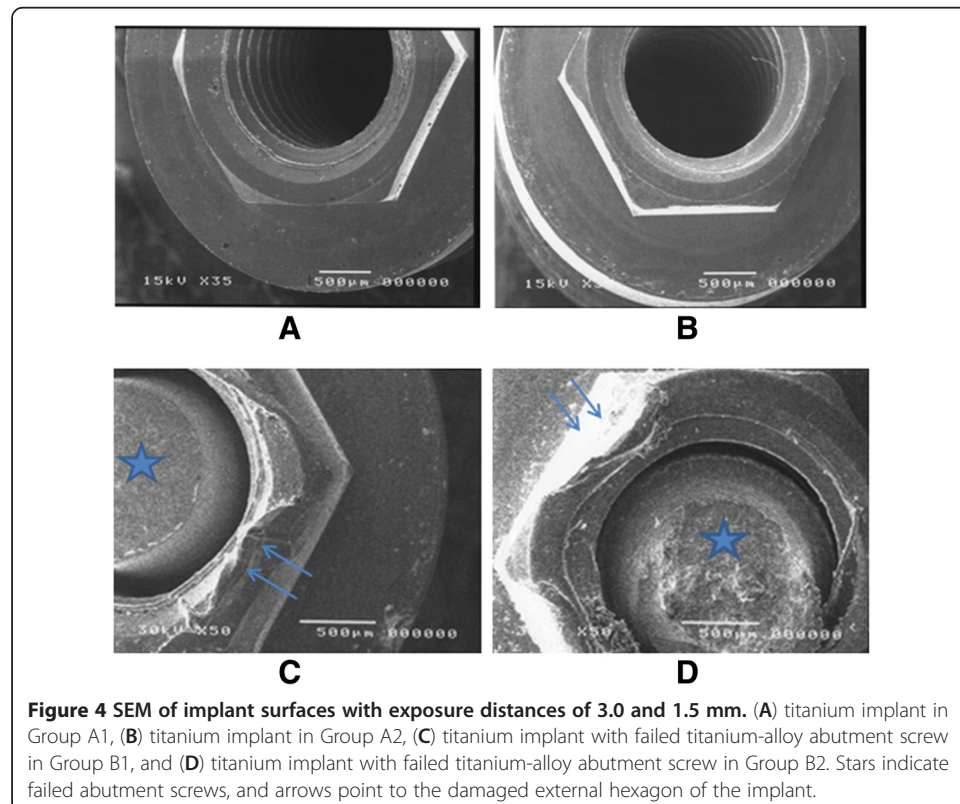 15kV X35 500µm 000000
15kV X 500µm 000000
A
B
30kV X50 500µm 000000
X50 500µm 000000
C
D
Figure 4 SEM of implant surfaces with exposure distances of 3.0 and 1.5 mm. (A) titanium implant in
Group A1, (B) titanium implant in Group A2, (C) titanium implant with failed titanium-alloy abutment screw
in Group B1, and (D) titanium implant with failed titanium-alloy abutment screw in Group B2. Stars indicate
failed abutment screws, and arrows point to the damaged external hexagon of the implant.